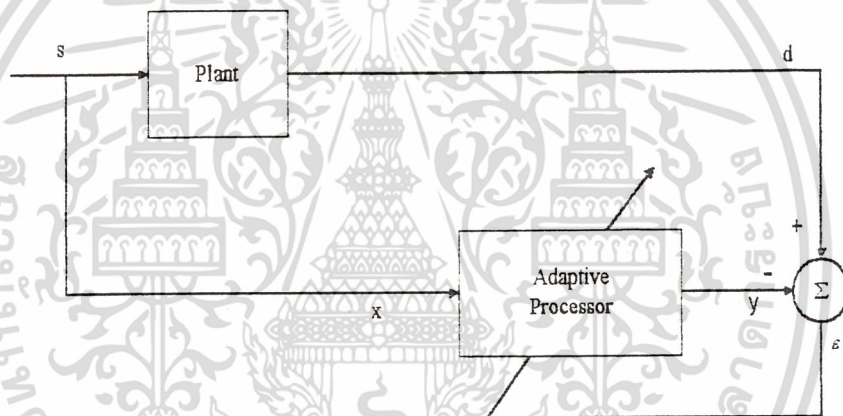 s
Plant
d
+
Adaptive
Processor
-
Σ
x
y
ε